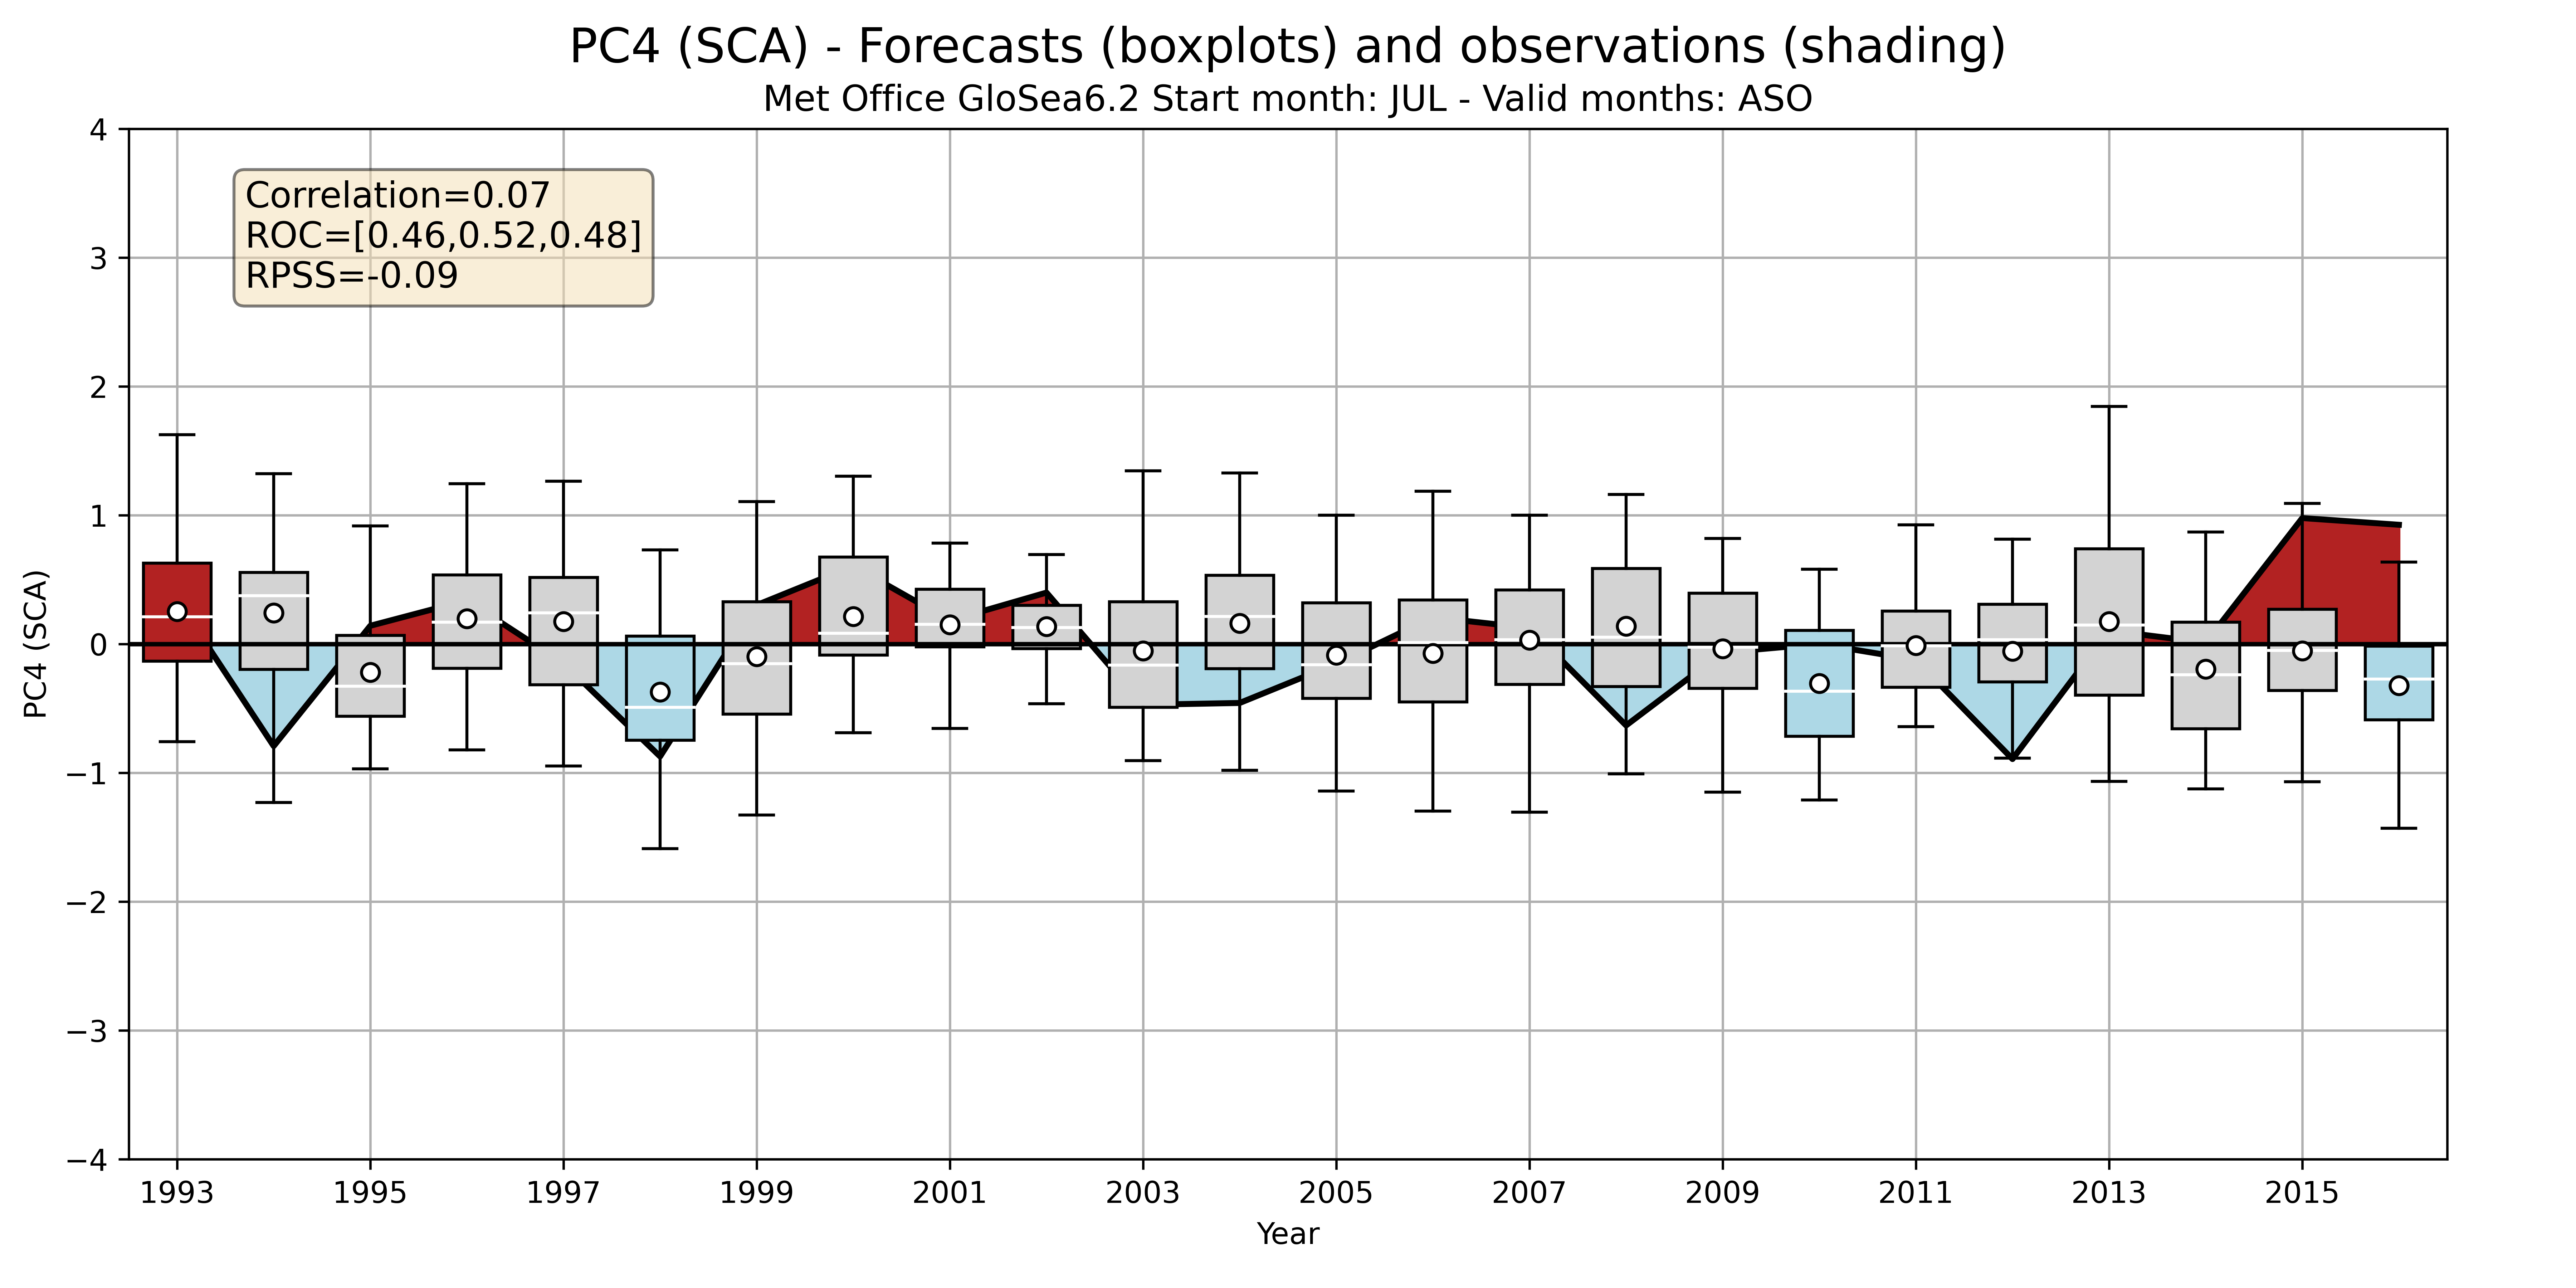 PC4 (SCA) - Forecasts (boxplots) and observations (shading)
Met Office GloSea6.2 Start month: JUL - Valid months: ASO
Correlation=0.07
ROC=[0.46,0.52,0.48]
RPSS=-0.09
PC4 (SCA)
4
3
2
1
0
−1
−2
−3
−4
1993 1995 1997 1999 2001 2003 2005 2007 2009 2011 2013 2015
Year